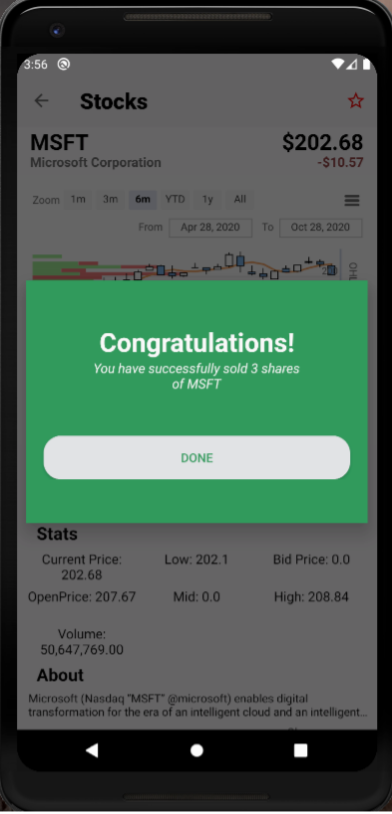 3:56
Stocks
MSFT $202.68
Microsoft Corporation -$10.57
Zoom 1m 3m 6m YTD 1y All
From Apr 28, 2020 To Oct 28, 2020
Congratulations!
You have successfully sold 3 shares
of MSFT
DONE
Stats
Current Price: Low: 202.1 Bid Price: 0.0
202.68
OpenPrice: 207.67 Mid: 0.0 High: 208.84
Volume:
50,647,769.00
About
Microsoft (Nasdaq "MSFT" @microsoft) enables digital
transformation for the era of an intelligent cloud and an intelligent...